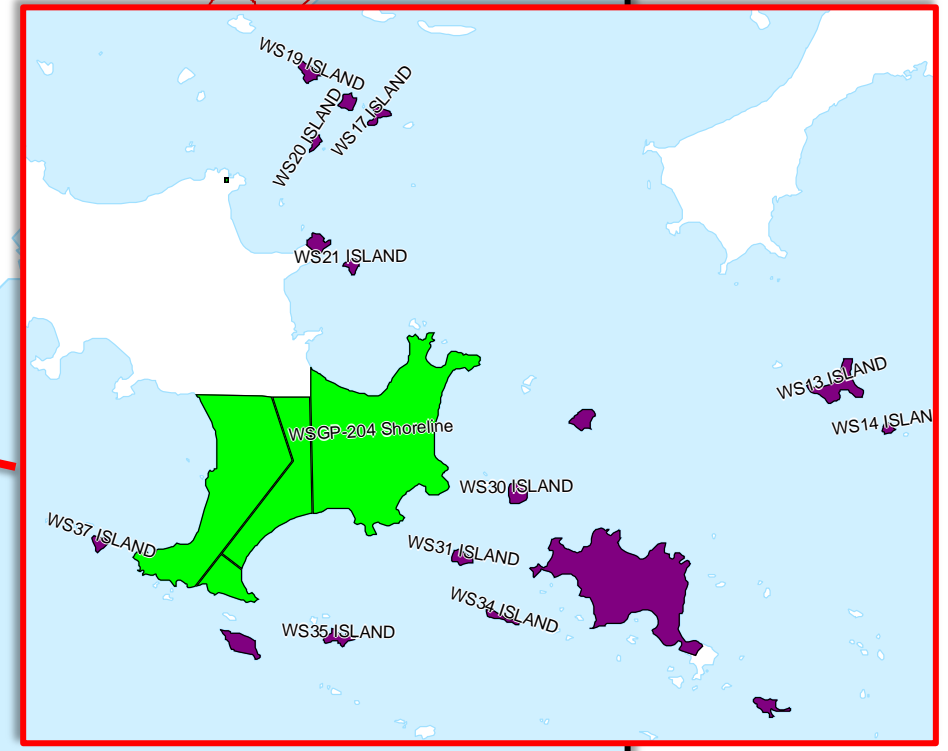 WS19 ISLAND
WS17 ISLAND
WS20 ISLAND
WS21 ISLAND
WS13 ISLAND
WS14 ISLAN
WSGP-204 Shoreline
WS30 ISLAND
WS37 ISLAND
WS31 ISLAND
WS34 ISLAND
WS35 ISLAND